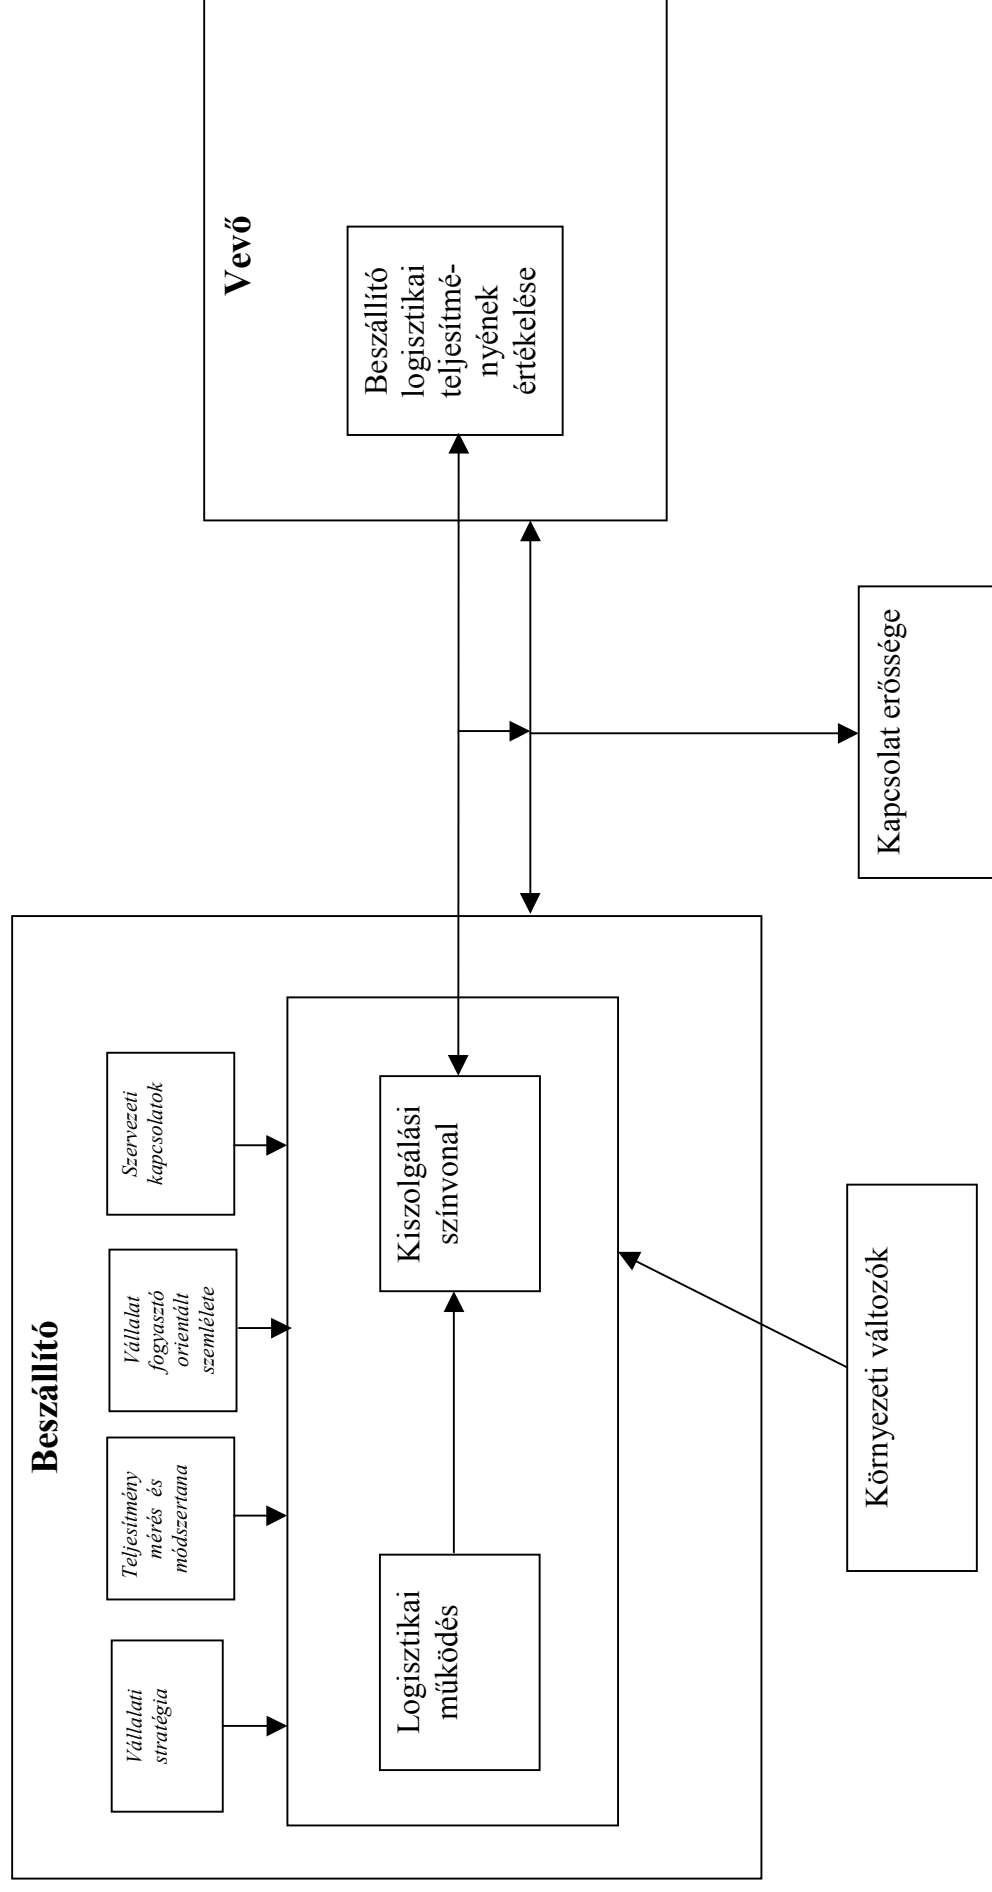 Beszállító
Vállalati
stratégia
Teljesítmény
mérés és
módszertana
Vállalat
fogyasztó
orientált
szemlélete
Szervezeti
kapcsolatok
Logisztikai
működés
Kiszolgálási
színvonal
Vevő
Beszállító
logisztikai
teljesítmé-
nyének
értékelése
Környezeti változók
Kapcsolat erőssége